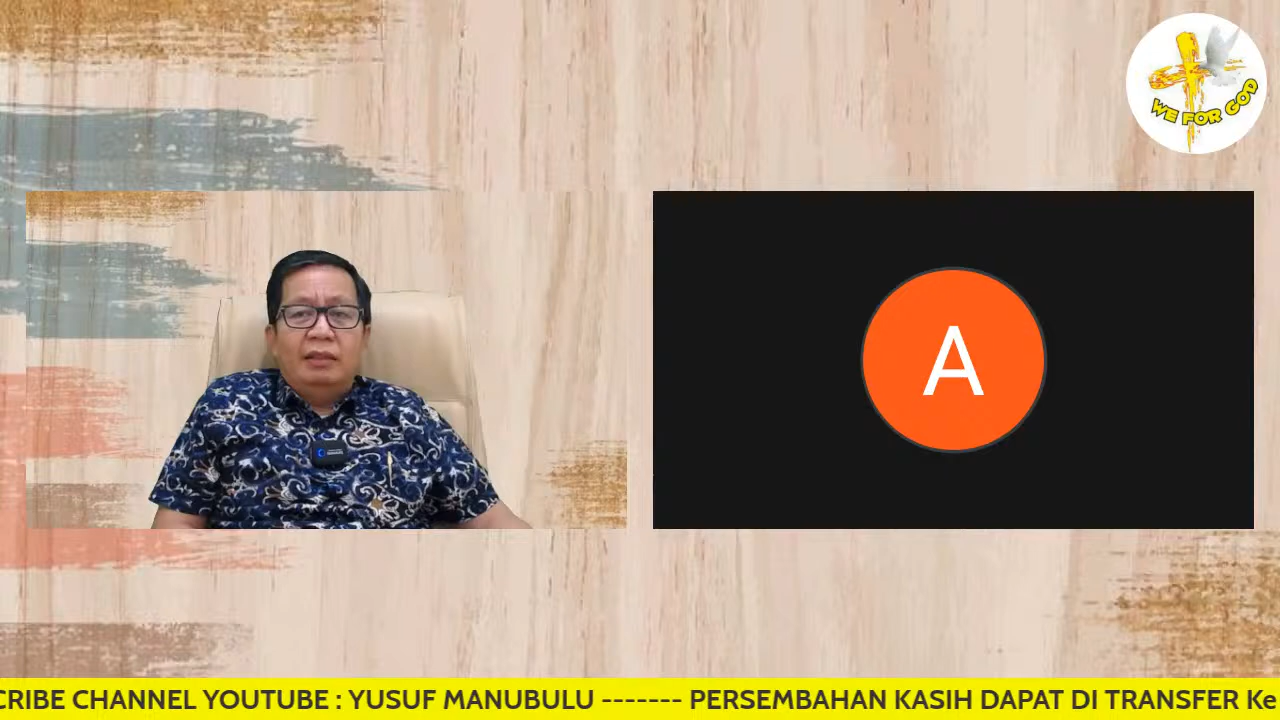 WE FOR GOD
A
CRIBE CHANNEL YOUTUBE : YUSUF MANUBULU ------- PERSEMBAHAN KASIH DAPAT DI TRANSFER Ke